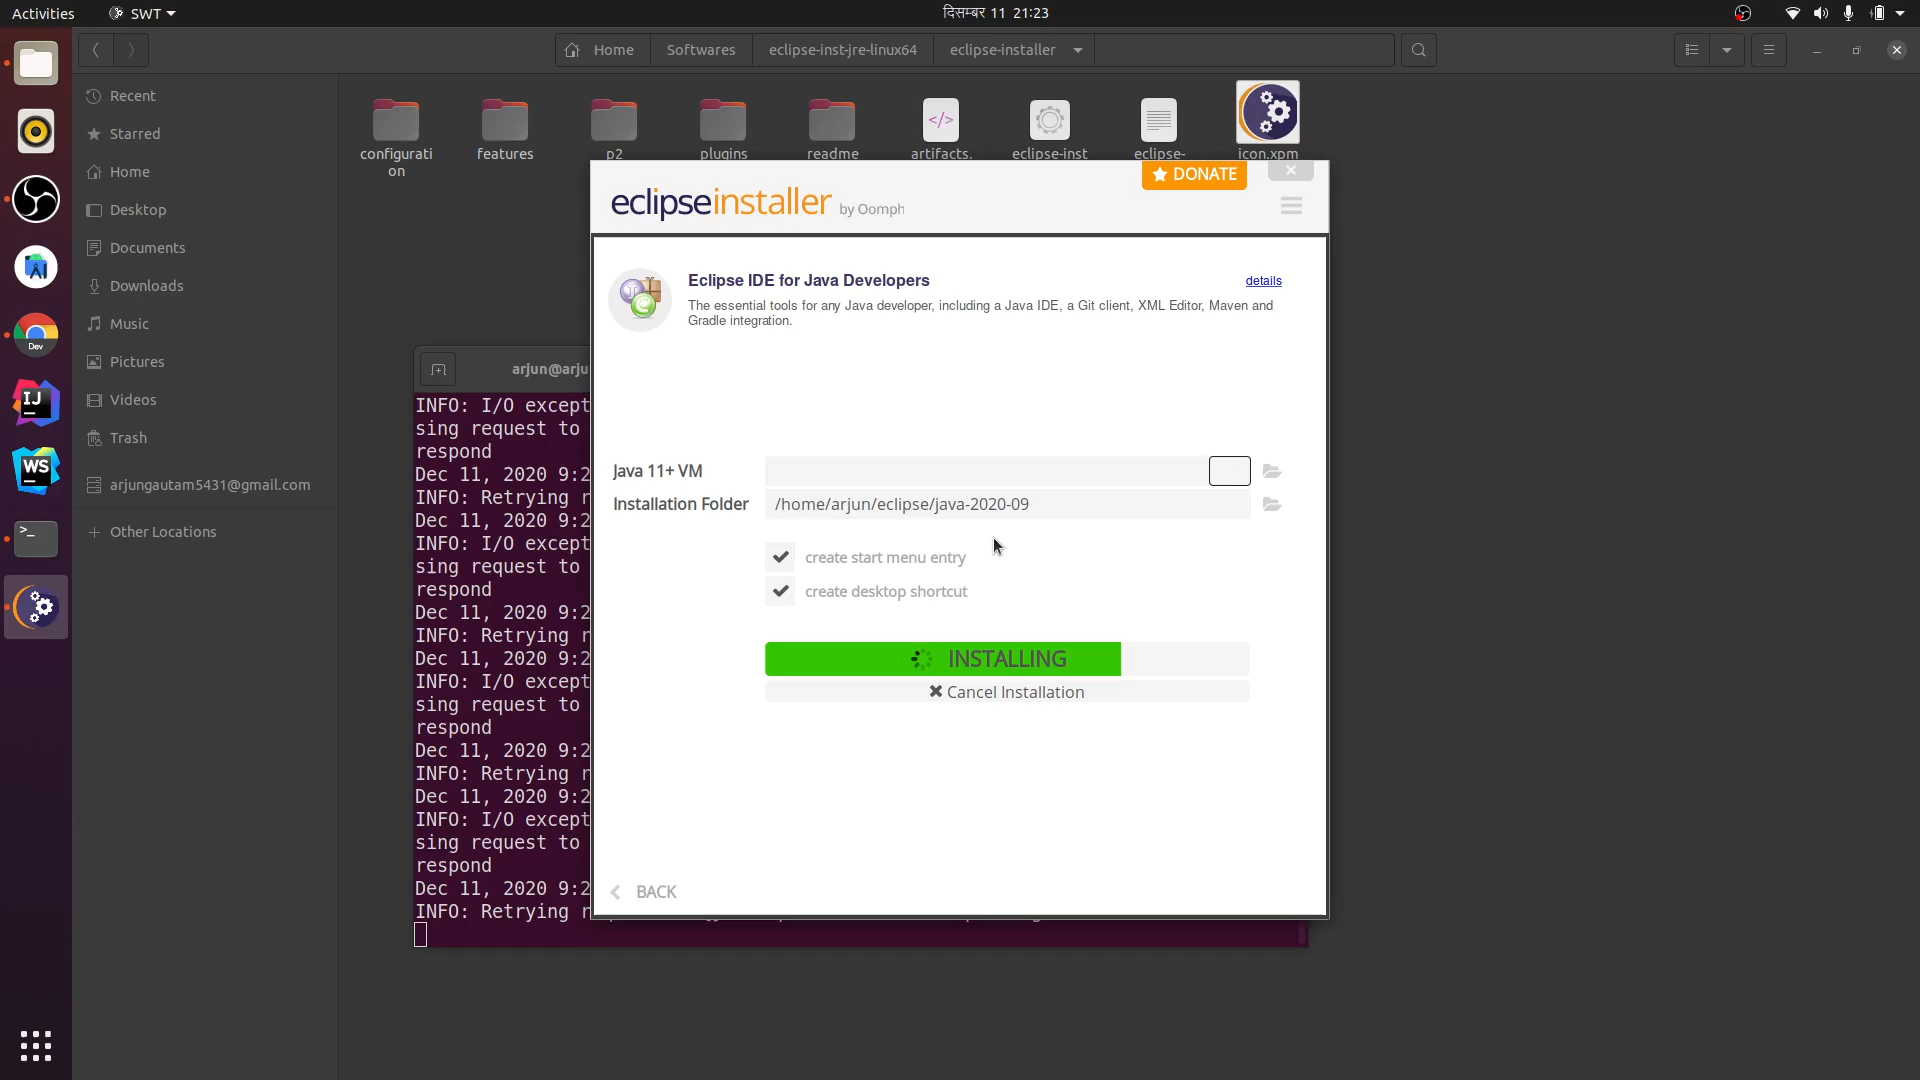 Activities
SWT
दिसम्बर 11 21:23
Home
Softwares
eclipse-inst-jre-linux64
eclipse-installer
Recent
Starred
Home
Desktop
Documents
Downloads
Music
Pictures
Videos
Trash
arjungautam5431@gmail.com
Other Locations
configurati
on
features
p2
plugins
readme
artifacts.
eclipse-inst
eclipse-
icon.xpm
Dev
IJ
WS
arjun@arju
INFO: I/O except
sing request to
respond
Dec 11, 2020 9:2
INFO: Retrying r
Dec 11, 2020 9:2
INFO: I/O except
sing request to
respond
Dec 11, 2020 9:2
INFO: Retrying r
Dec 11, 2020 9:2
INFO: I/O except
sing request to
respond
Dec 11, 2020 9:2
INFO: Retrying r
Dec 11, 2020 9:2
INFO: I/O except
sing request to
respond
Dec 11, 2020 9:2
INFO: Retrying r
DONATE
eclipseinstaller by Oomph
Eclipse IDE for Java Developers
details
The essential tools for any Java developer, including a Java IDE, a Git client, XML Editor, Maven and
Gradle integration.
Java 11+ VM
Installation Folder
/home/arjun/eclipse/java-2020-09
create start menu entry
create desktop shortcut
INSTALLING
Cancel Installation
BACK